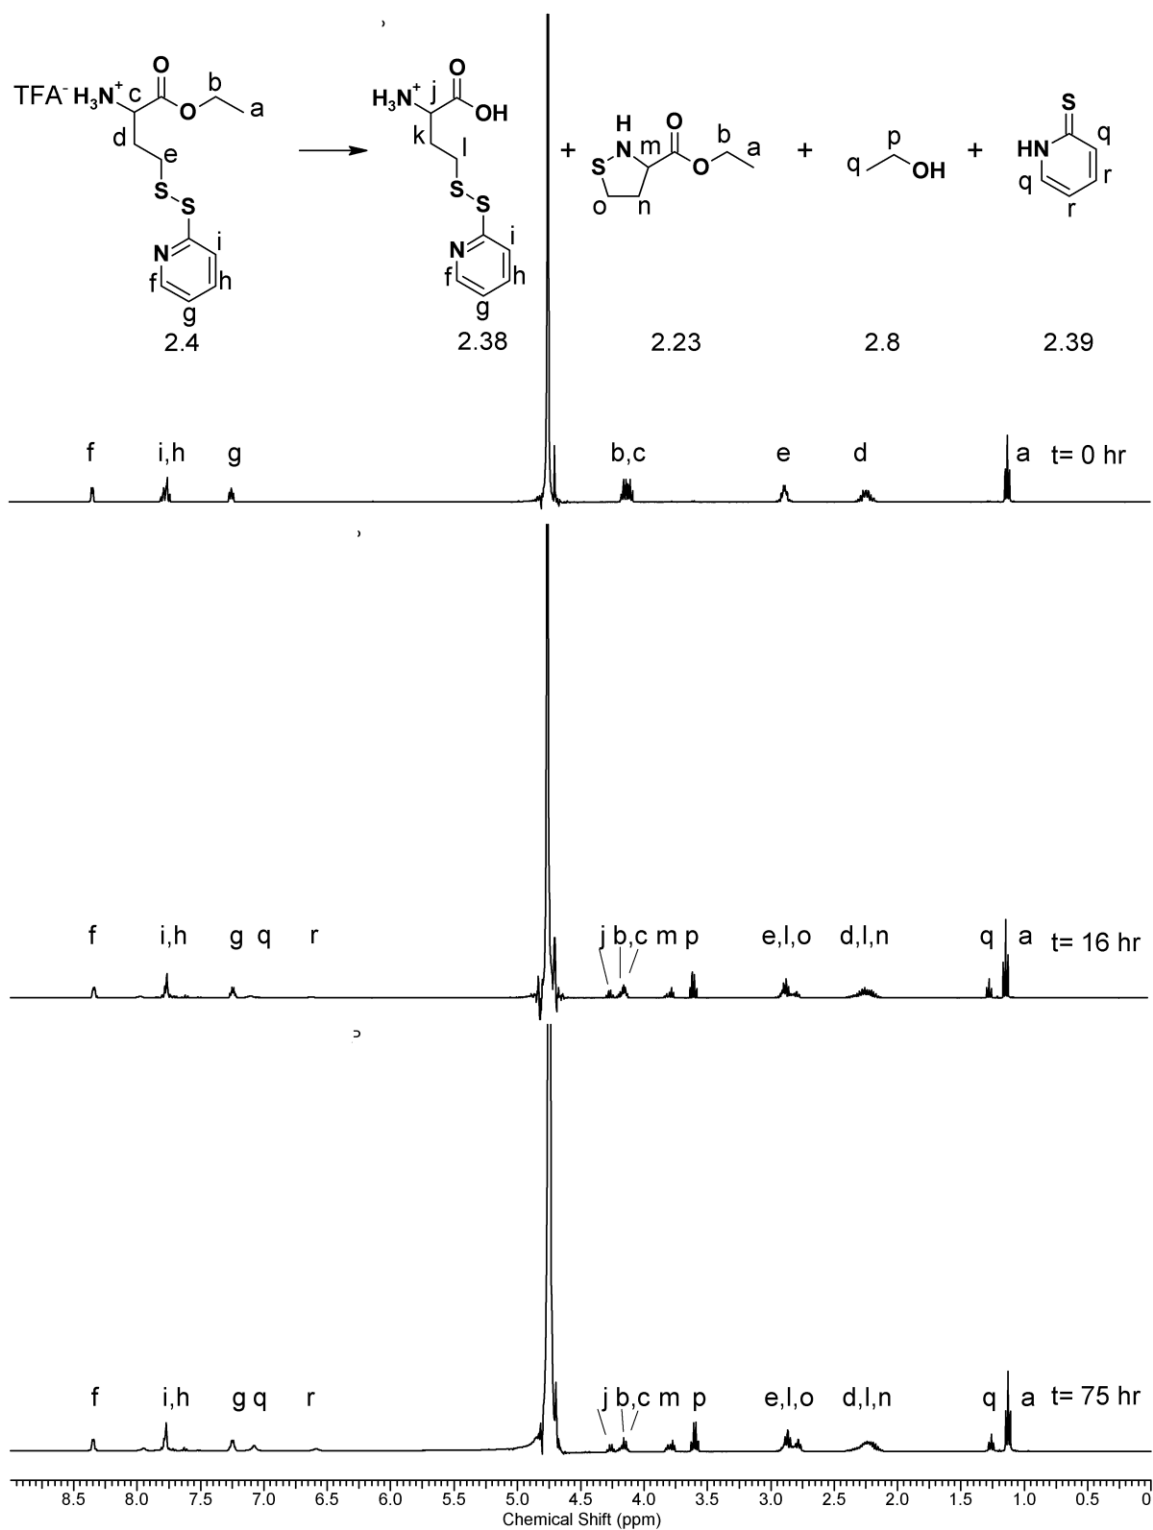 TFA- H3N+ c O O b a d e S S N i f h g 2.4
H3N+ j O OH k l S S N i f h g 2.38
+ H N S m O O b a o n 2.23
+ p q OH 2.8
+ S HN q q r r 2.39
f i,h g b,c e d a t= 0 hr
f i,h g q r j b,c m p e,l,o d,l,n q a t= 16 hr
f i,h g q r j b,c m p e,l,o d,l,n q a t= 75 hr
8.5 8.0 7.5 7.0 6.5 6.0 5.5 5.0 4.5 4.0 3.5 3.0 2.5 2.0 1.5 1.0 0.5 0
Chemical Shift (ppm)